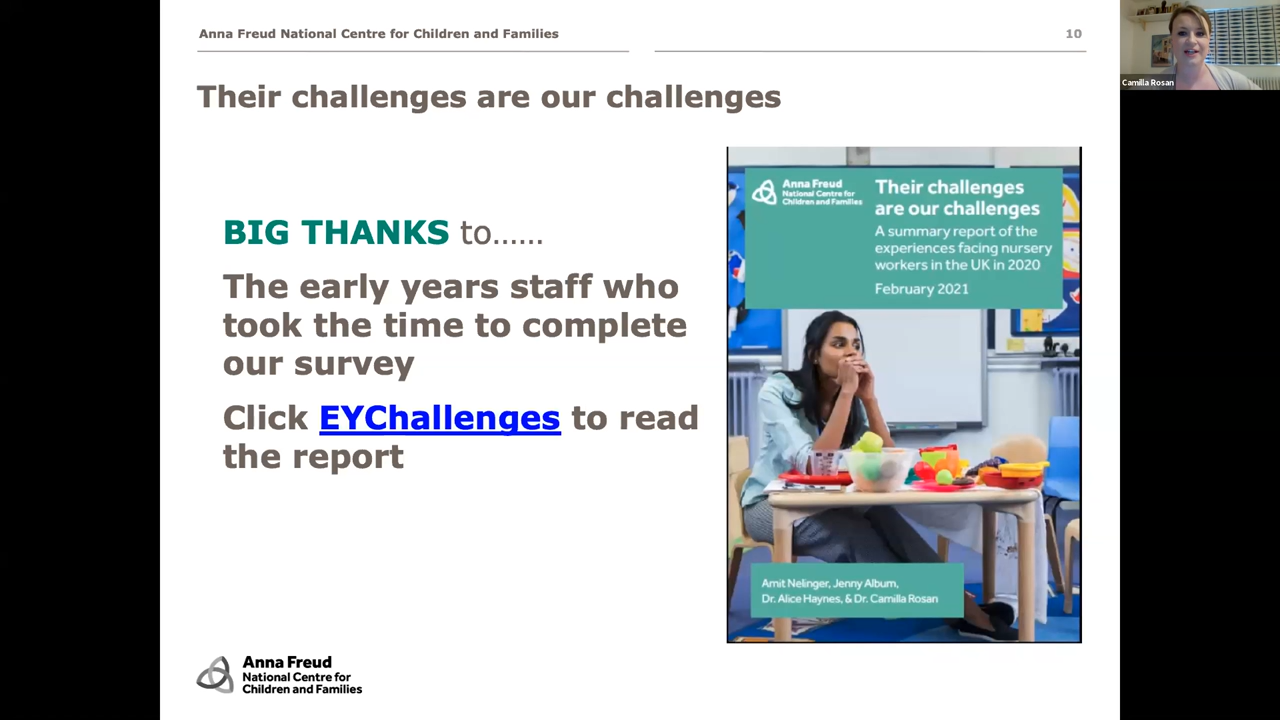 Anna Freud National Centre for Children and Families
10
Camilla Rosan
Their challenges are our challenges
BIG THANKS to......
The early years staff who
took the time to complete
our survey
Click EYChallenges to read
the report
Anna Freud
National Centre for
Children and Families
Their challenges
are our challenges
A summary report of the
experiences facing nursery
workers in the UK in 2020
February 2021
Amit Nelinger, Jenny Album,
Dr. Alice Haynes, & Dr. Camilla Rosan
Anna Freud
National Centre for
Children and Families